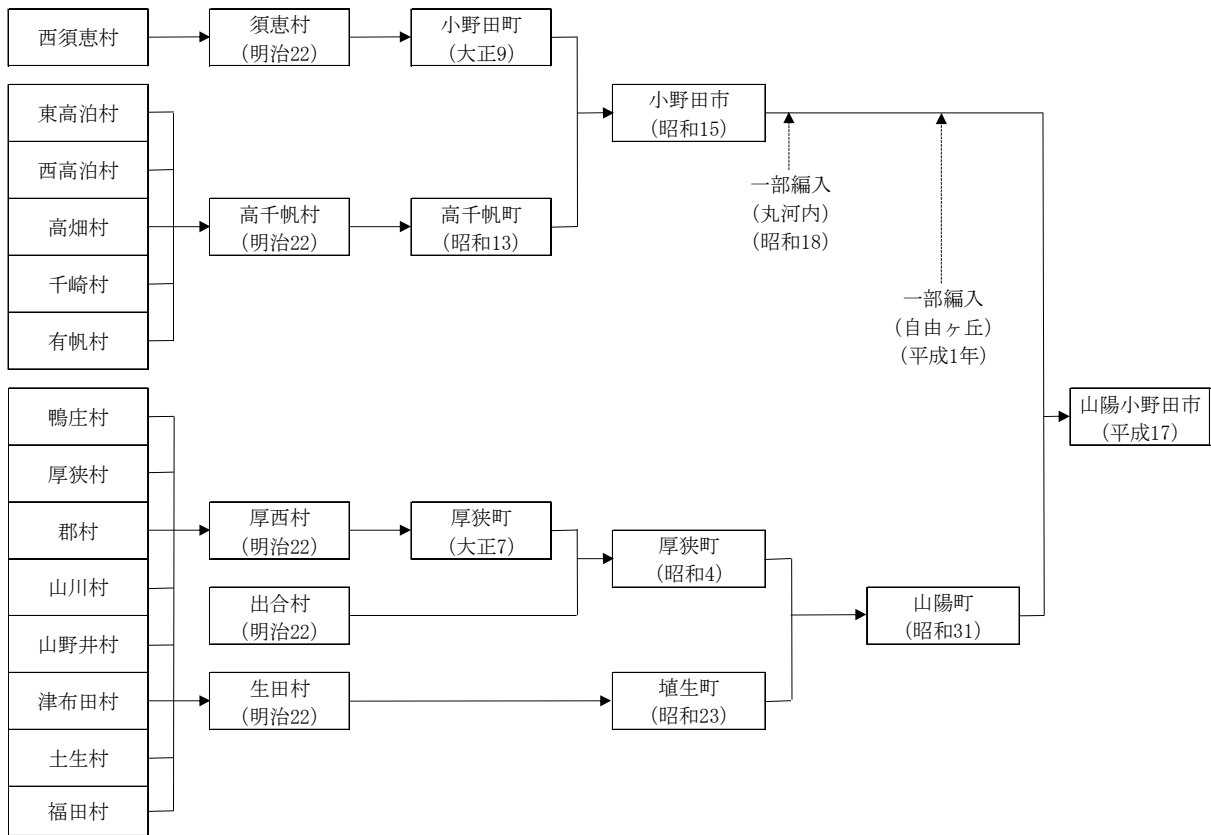 西須恵村
須恵村
(明治22)
小野田町
(大正9)
東高泊村
西高泊村
高畑村
千崎村
有帆村
高千帆村
(明治22)
高千帆町
(昭和13)
小野田市
(昭和15)
一部編入
(丸河内)
(昭和18)
一部編入
(自由ヶ丘)
(平成1年)
鴨庄村
厚狭村
郡村
山川村
山野井村
津布田村
土生村
福田村
厚西村
(明治22)
厚狭町
(大正7)
出合村
(明治22)
厚狭町
(昭和4)
生田村
(明治22)
埴生町
(昭和23)
山陽町
(昭和31)
山陽小野田市
(平成17)